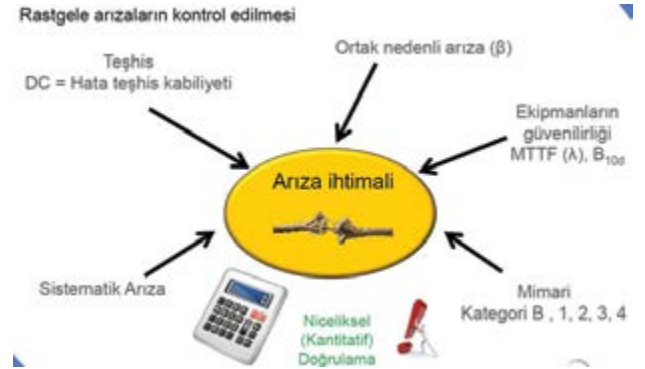 Rastgele arızaların kontrol edilmesi
Ortak nedenli arıza (β)
Teşhis
DC = Hata teşhis kabiliyeti
Ekipmanların
güvenilirliği
MTTF (λ), B10d
Arıza ihtimali
Sistematik Arıza
Mimari
Kategori B , 1, 2, 3, 4
Niceliksel
(Kantitatif)
Doğrulama